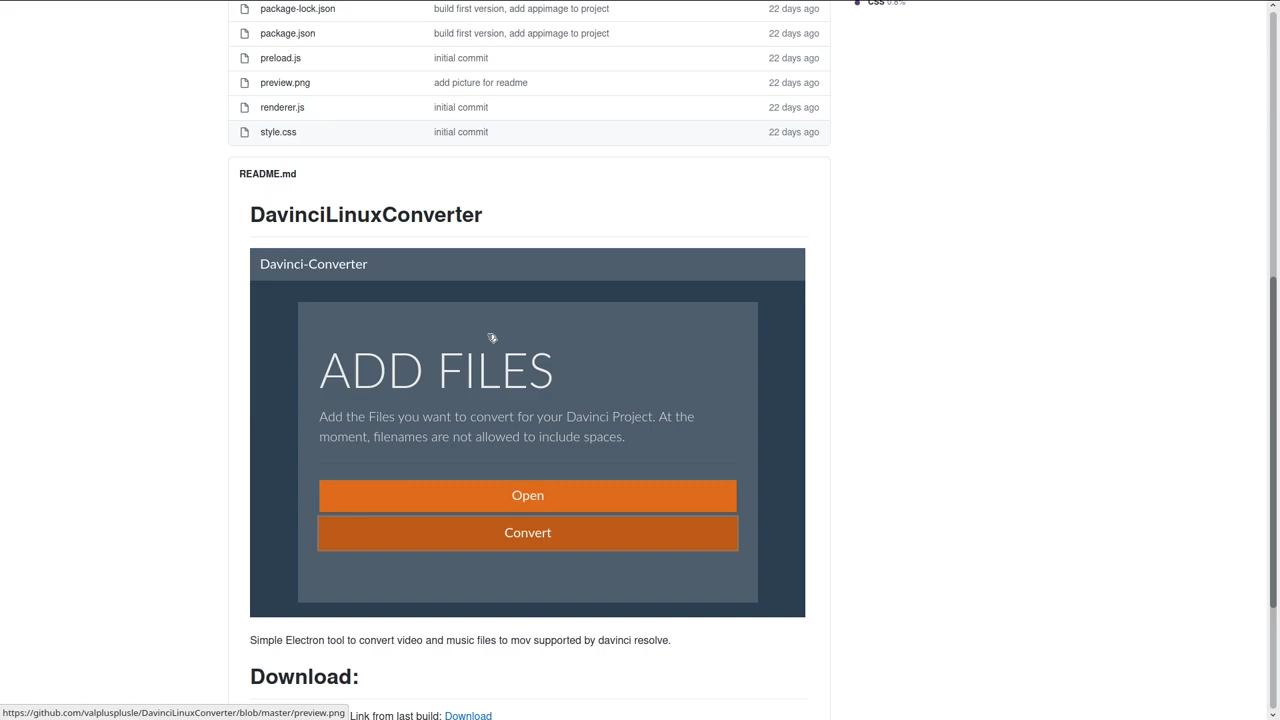 CSS 0.8%
package-lock.json build first version, add appimage to project 22 days ago
package.json build first version, add appimage to project 22 days ago
preload.js initial commit 22 days ago
preview.png add picture for readme 22 days ago
renderer.js initial commit 22 days ago
style.css initial commit 22 days ago
README.md
DavinciLinuxConverter
Davinci-Converter
ADD FILES
Add the Files you want to convert for your Davinci Project. At the
moment, filenames are not allowed to include spaces.
Open
Convert
Simple Electron tool to convert video and music files to mov supported by davinci resolve.
Download:
Link from last build: Download
https://github.com/valplusplusle/DavinciLinuxConverter/blob/master/preview.png